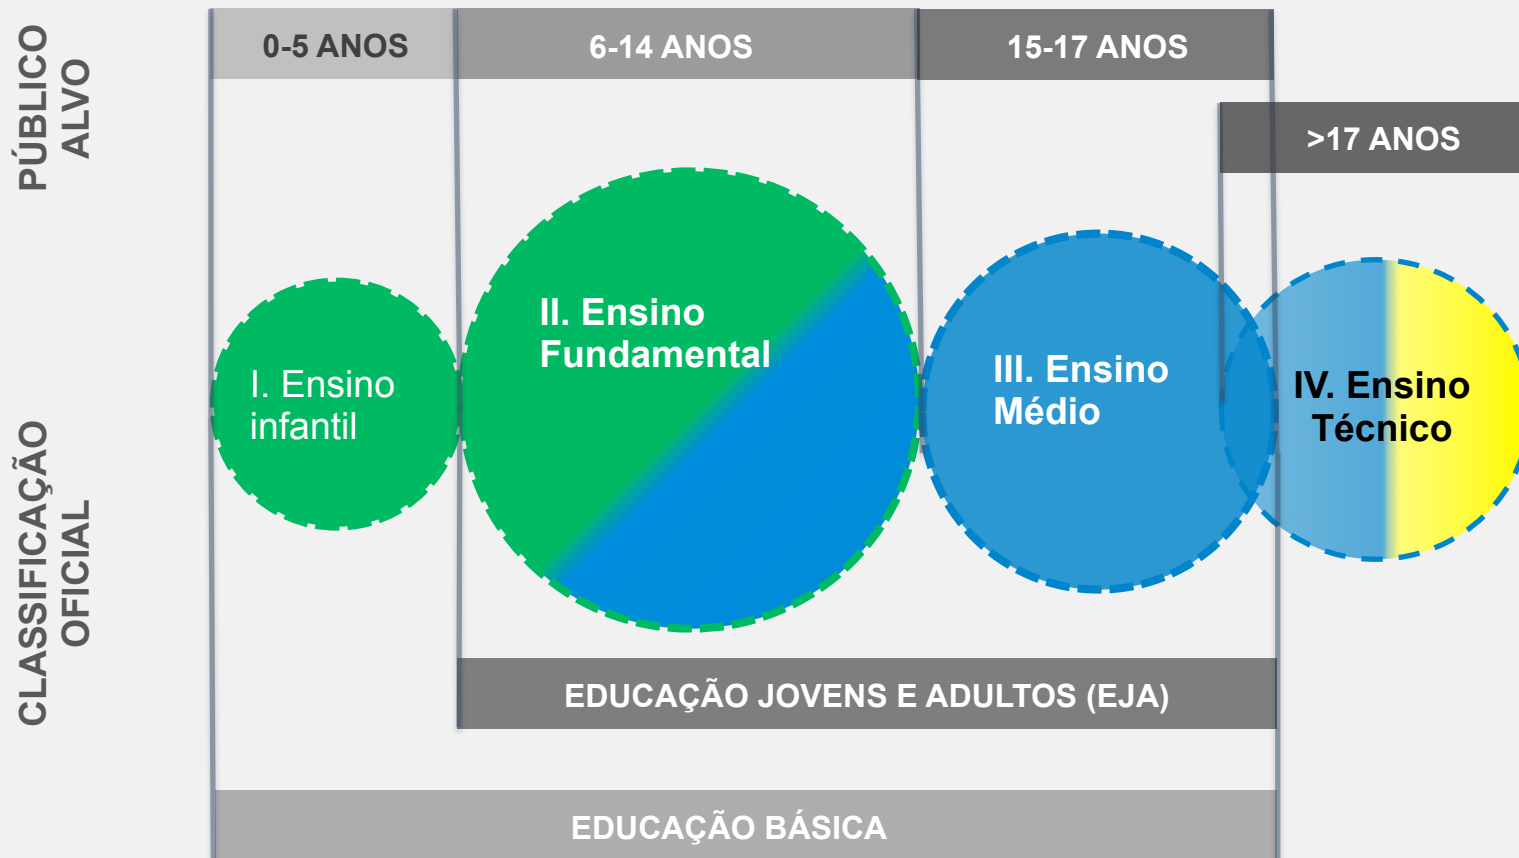 PÚBLICO
ALVO
0-5 ANOS
6-14 ANOS
15-17 ANOS
>17 ANOS
CLASSIFICAÇÃO
OFICIAL
I. Ensino
infantil
II. Ensino
Fundamental
III. Ensino
Médio
IV. Ensino
Técnico
EDUCAÇÃO JOVENS E ADULTOS (EJA)
EDUCAÇÃO BÁSICA